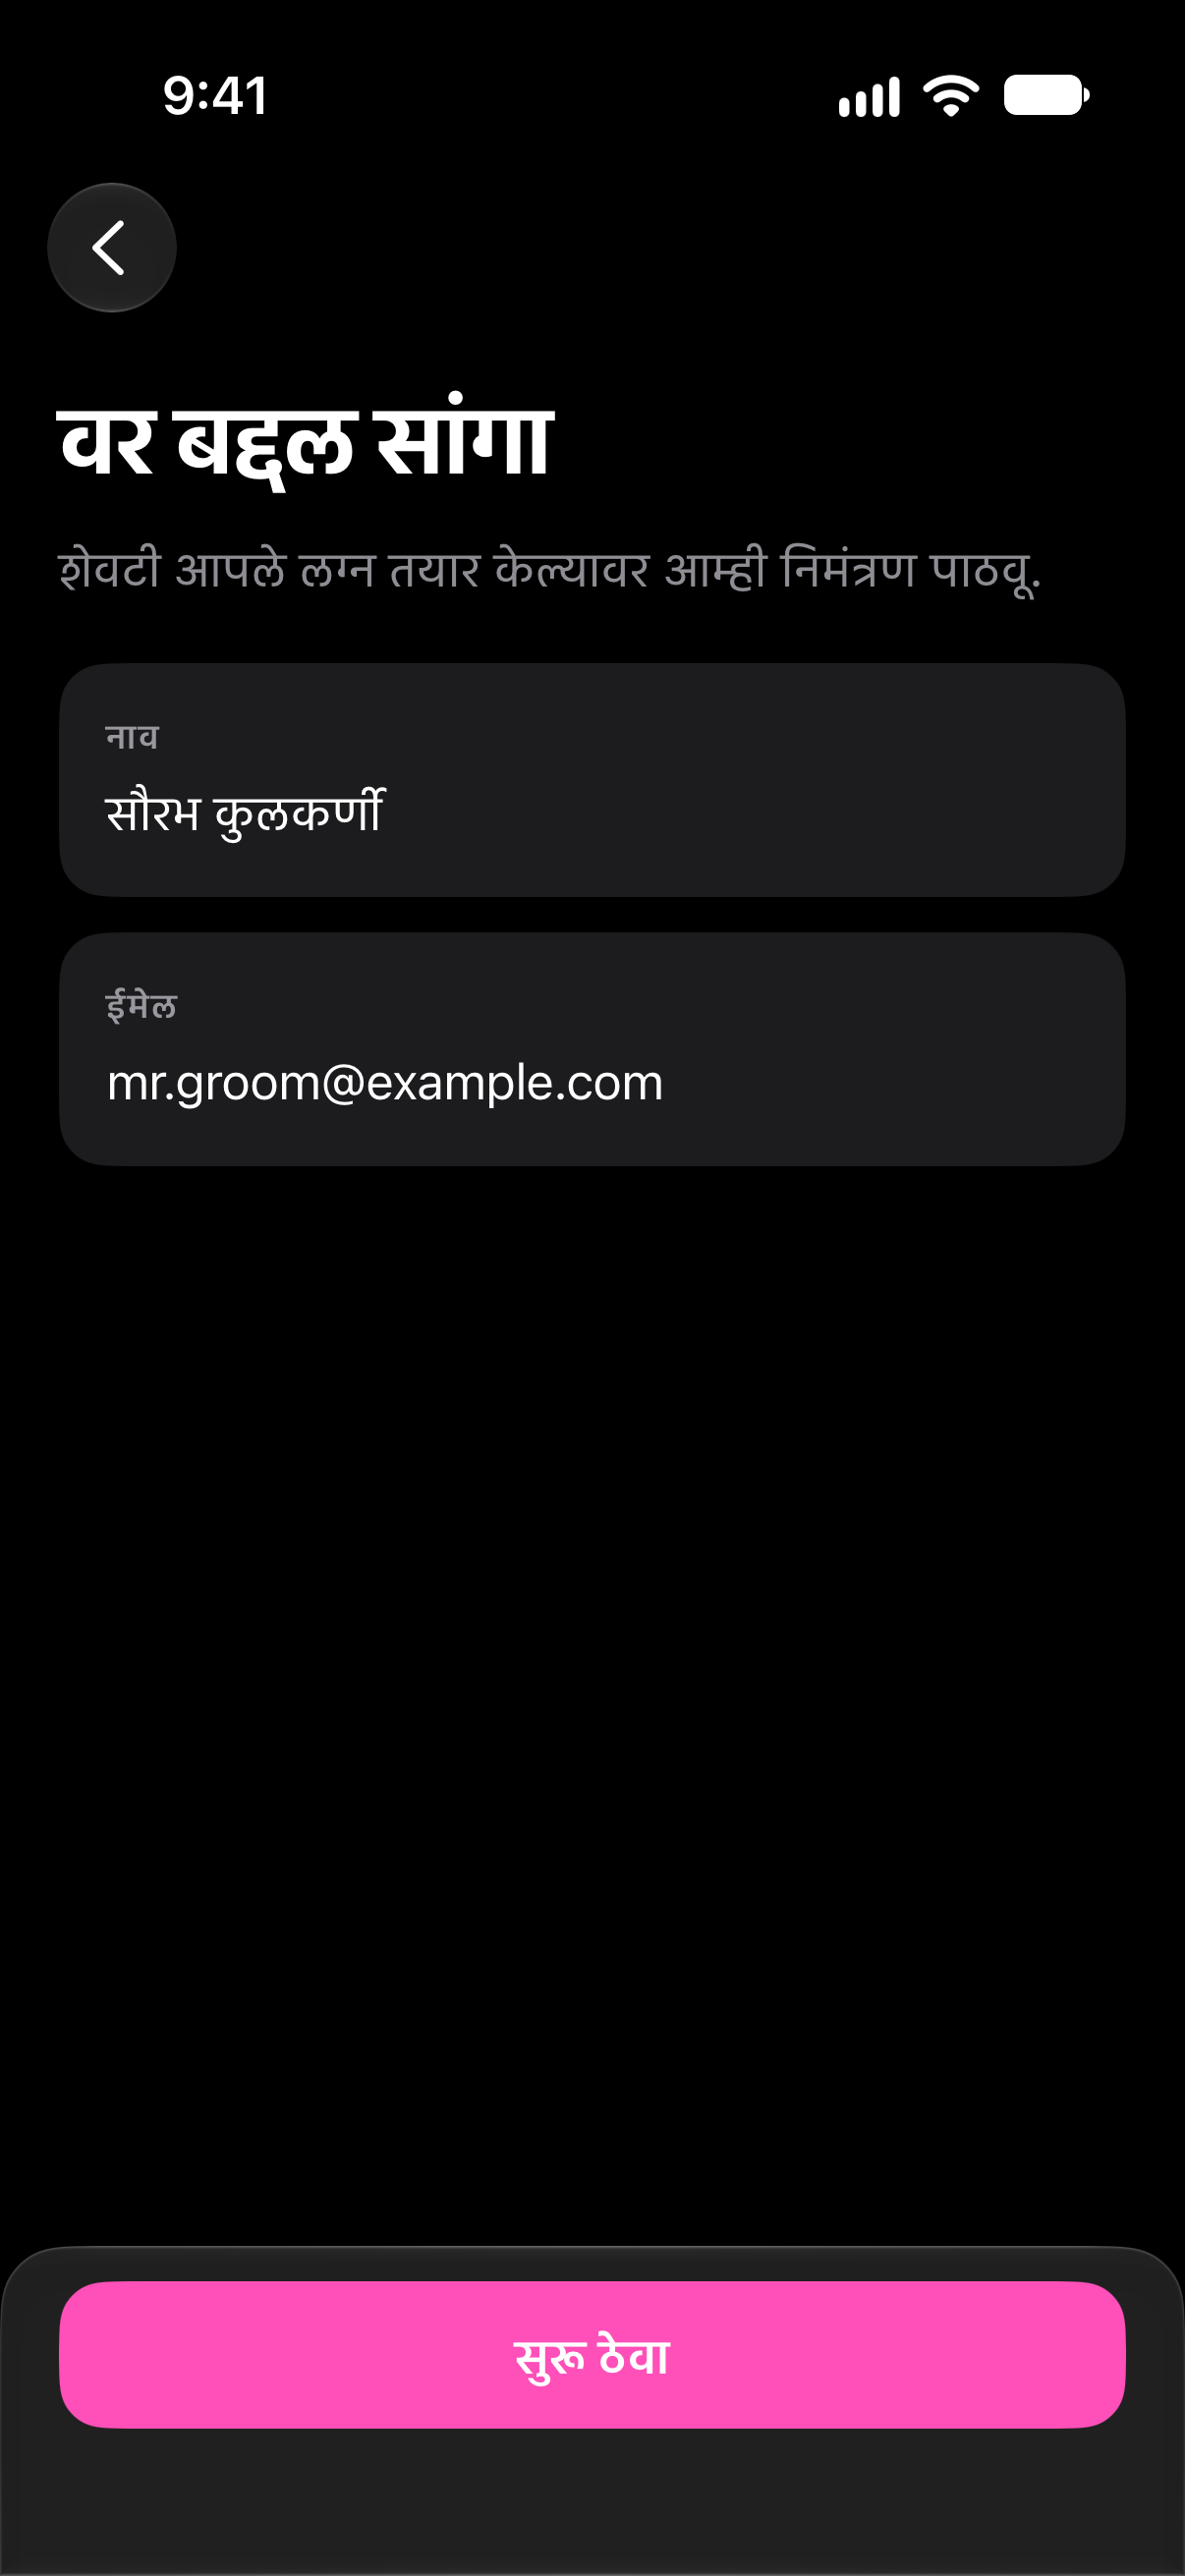 9:41
वर बद्दल सांगा
शेवटी आपले लग्न तयार केल्यावर आम्ही निमंत्रण पाठवू.
नाव
सौरभ कुलकर्णी
ईमेल
mr.groom@example.com
सुरू ठेवा